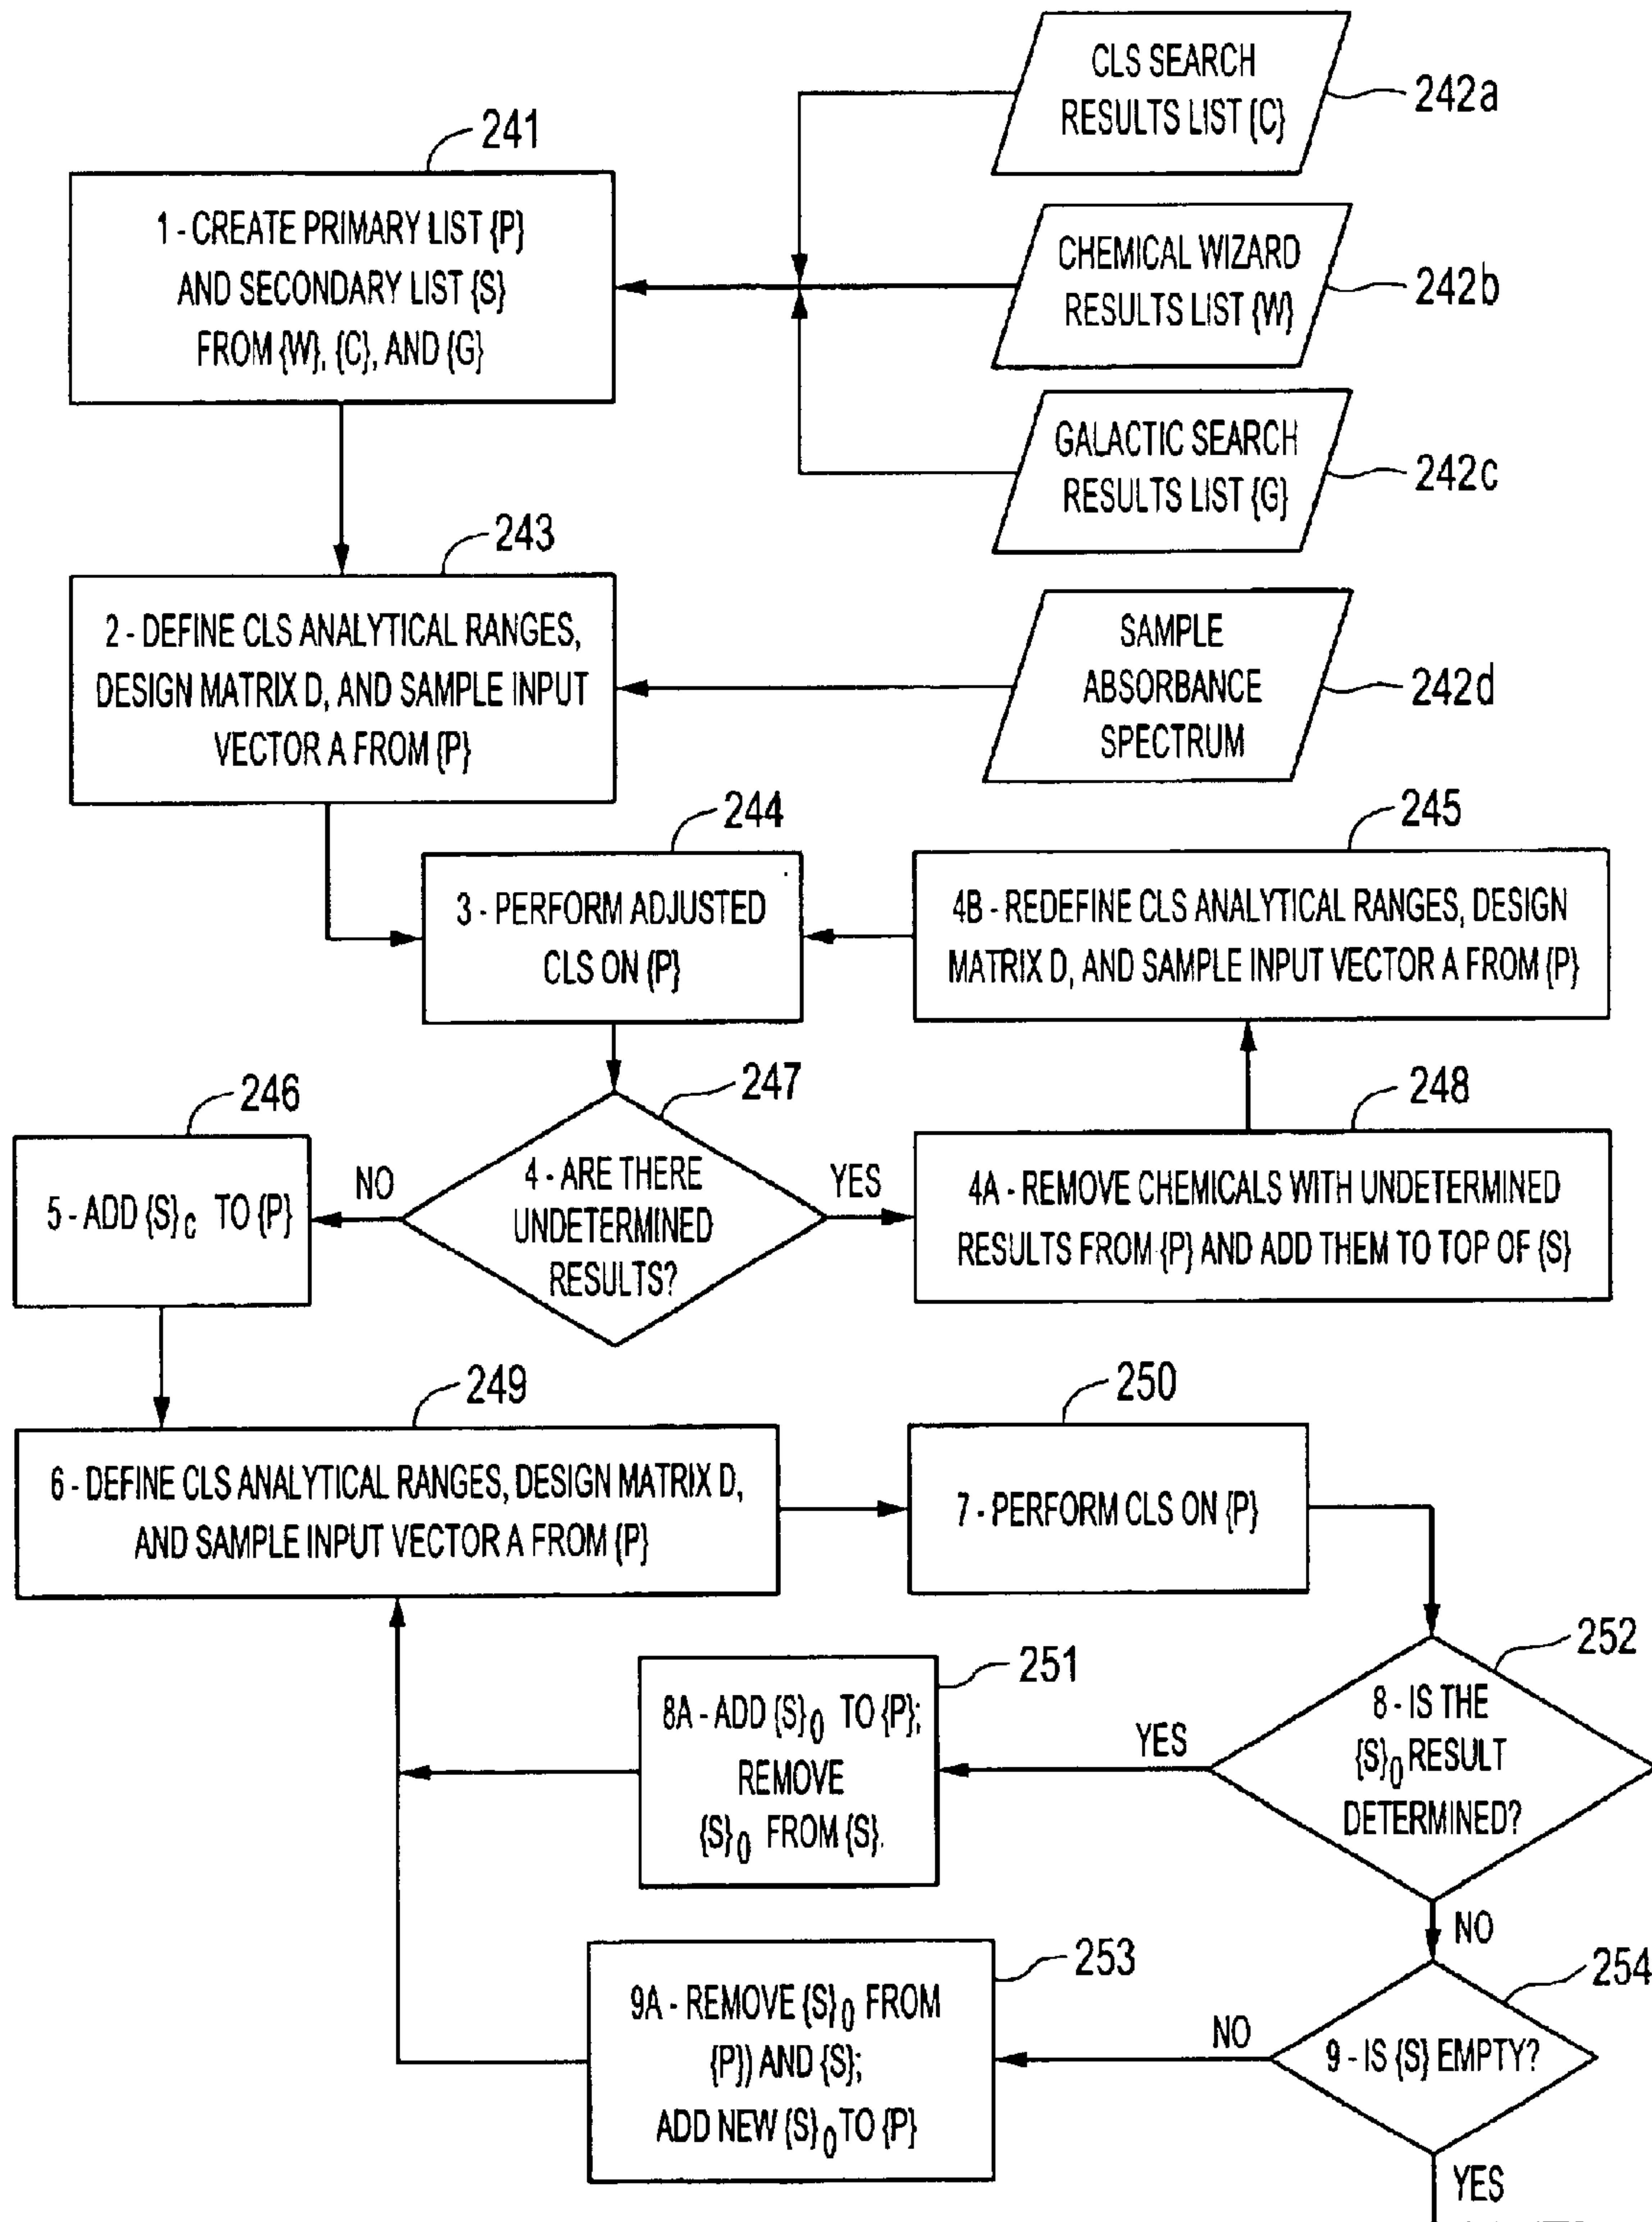 CLS SEARCH
RESULTS LIST {C}
242a
241
1 - CREATE PRIMARY LIST {P}
AND SECONDARY LIST {S}
FROM {W}, {C}, AND {G}
CHEMICAL WIZARD
RESULTS LIST {W}
242b
GALACTIC SEARCH
RESULTS LIST {G}
242c
243
2 - DEFINE CLS ANALYTICAL RANGES,
DESIGN MATRIX D, AND SAMPLE INPUT
VECTOR A FROM {P}
SAMPLE
ABSORBANCE
SPECTRUM
242d
244
3 - PERFORM ADJUSTED
CLS ON {P}
245
4B - REDEFINE CLS ANALYTICAL RANGES, DESIGN
MATRIX D, AND SAMPLE INPUT VECTOR A FROM {P}
246
5 - ADD {S}C TO {P}
NO
247
4 - ARE THERE
UNDETERMINED
RESULTS?
YES
248
4A - REMOVE CHEMICALS WITH UNDETERMINED
RESULTS FROM {P} AND ADD THEM TO TOP OF {S}
249
6 - DEFINE CLS ANALYTICAL RANGES, DESIGN MATRIX D,
AND SAMPLE INPUT VECTOR A FROM {P}
250
7 - PERFORM CLS ON {P}
251
8A - ADD {S}0 TO {P};
REMOVE
{S}0 FROM {S}.
YES
252
8 - IS THE
{S}0 RESULT
DETERMINED?
NO
253
9A - REMOVE {S}0 FROM
{P}) AND {S};
ADD NEW {S}0 TO {P}
NO
254
9 - IS {S} EMPTY?
YES